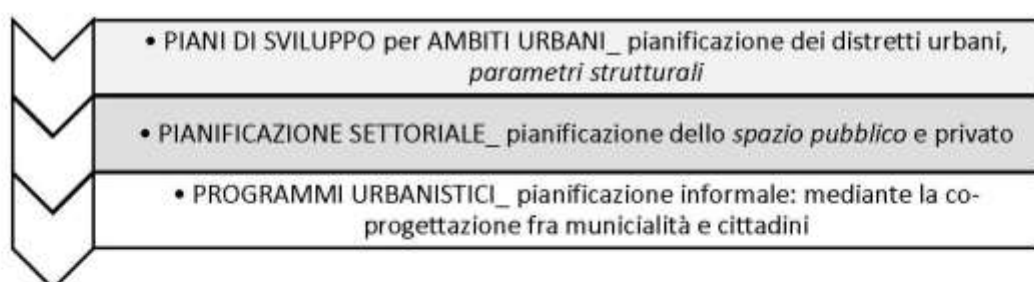 • PIANI DI SVILUPPO per AMBITI URBANI_ pianificazione dei distretti urbani,
parametri strutturali
• PIANIFICAZIONE SETTORIALE_ pianificazione dello spazio pubblico e privato
• PROGRAMMI URBANISTICI_ pianificazione informale: mediante la co-
progettazione fra municialità e cittadini